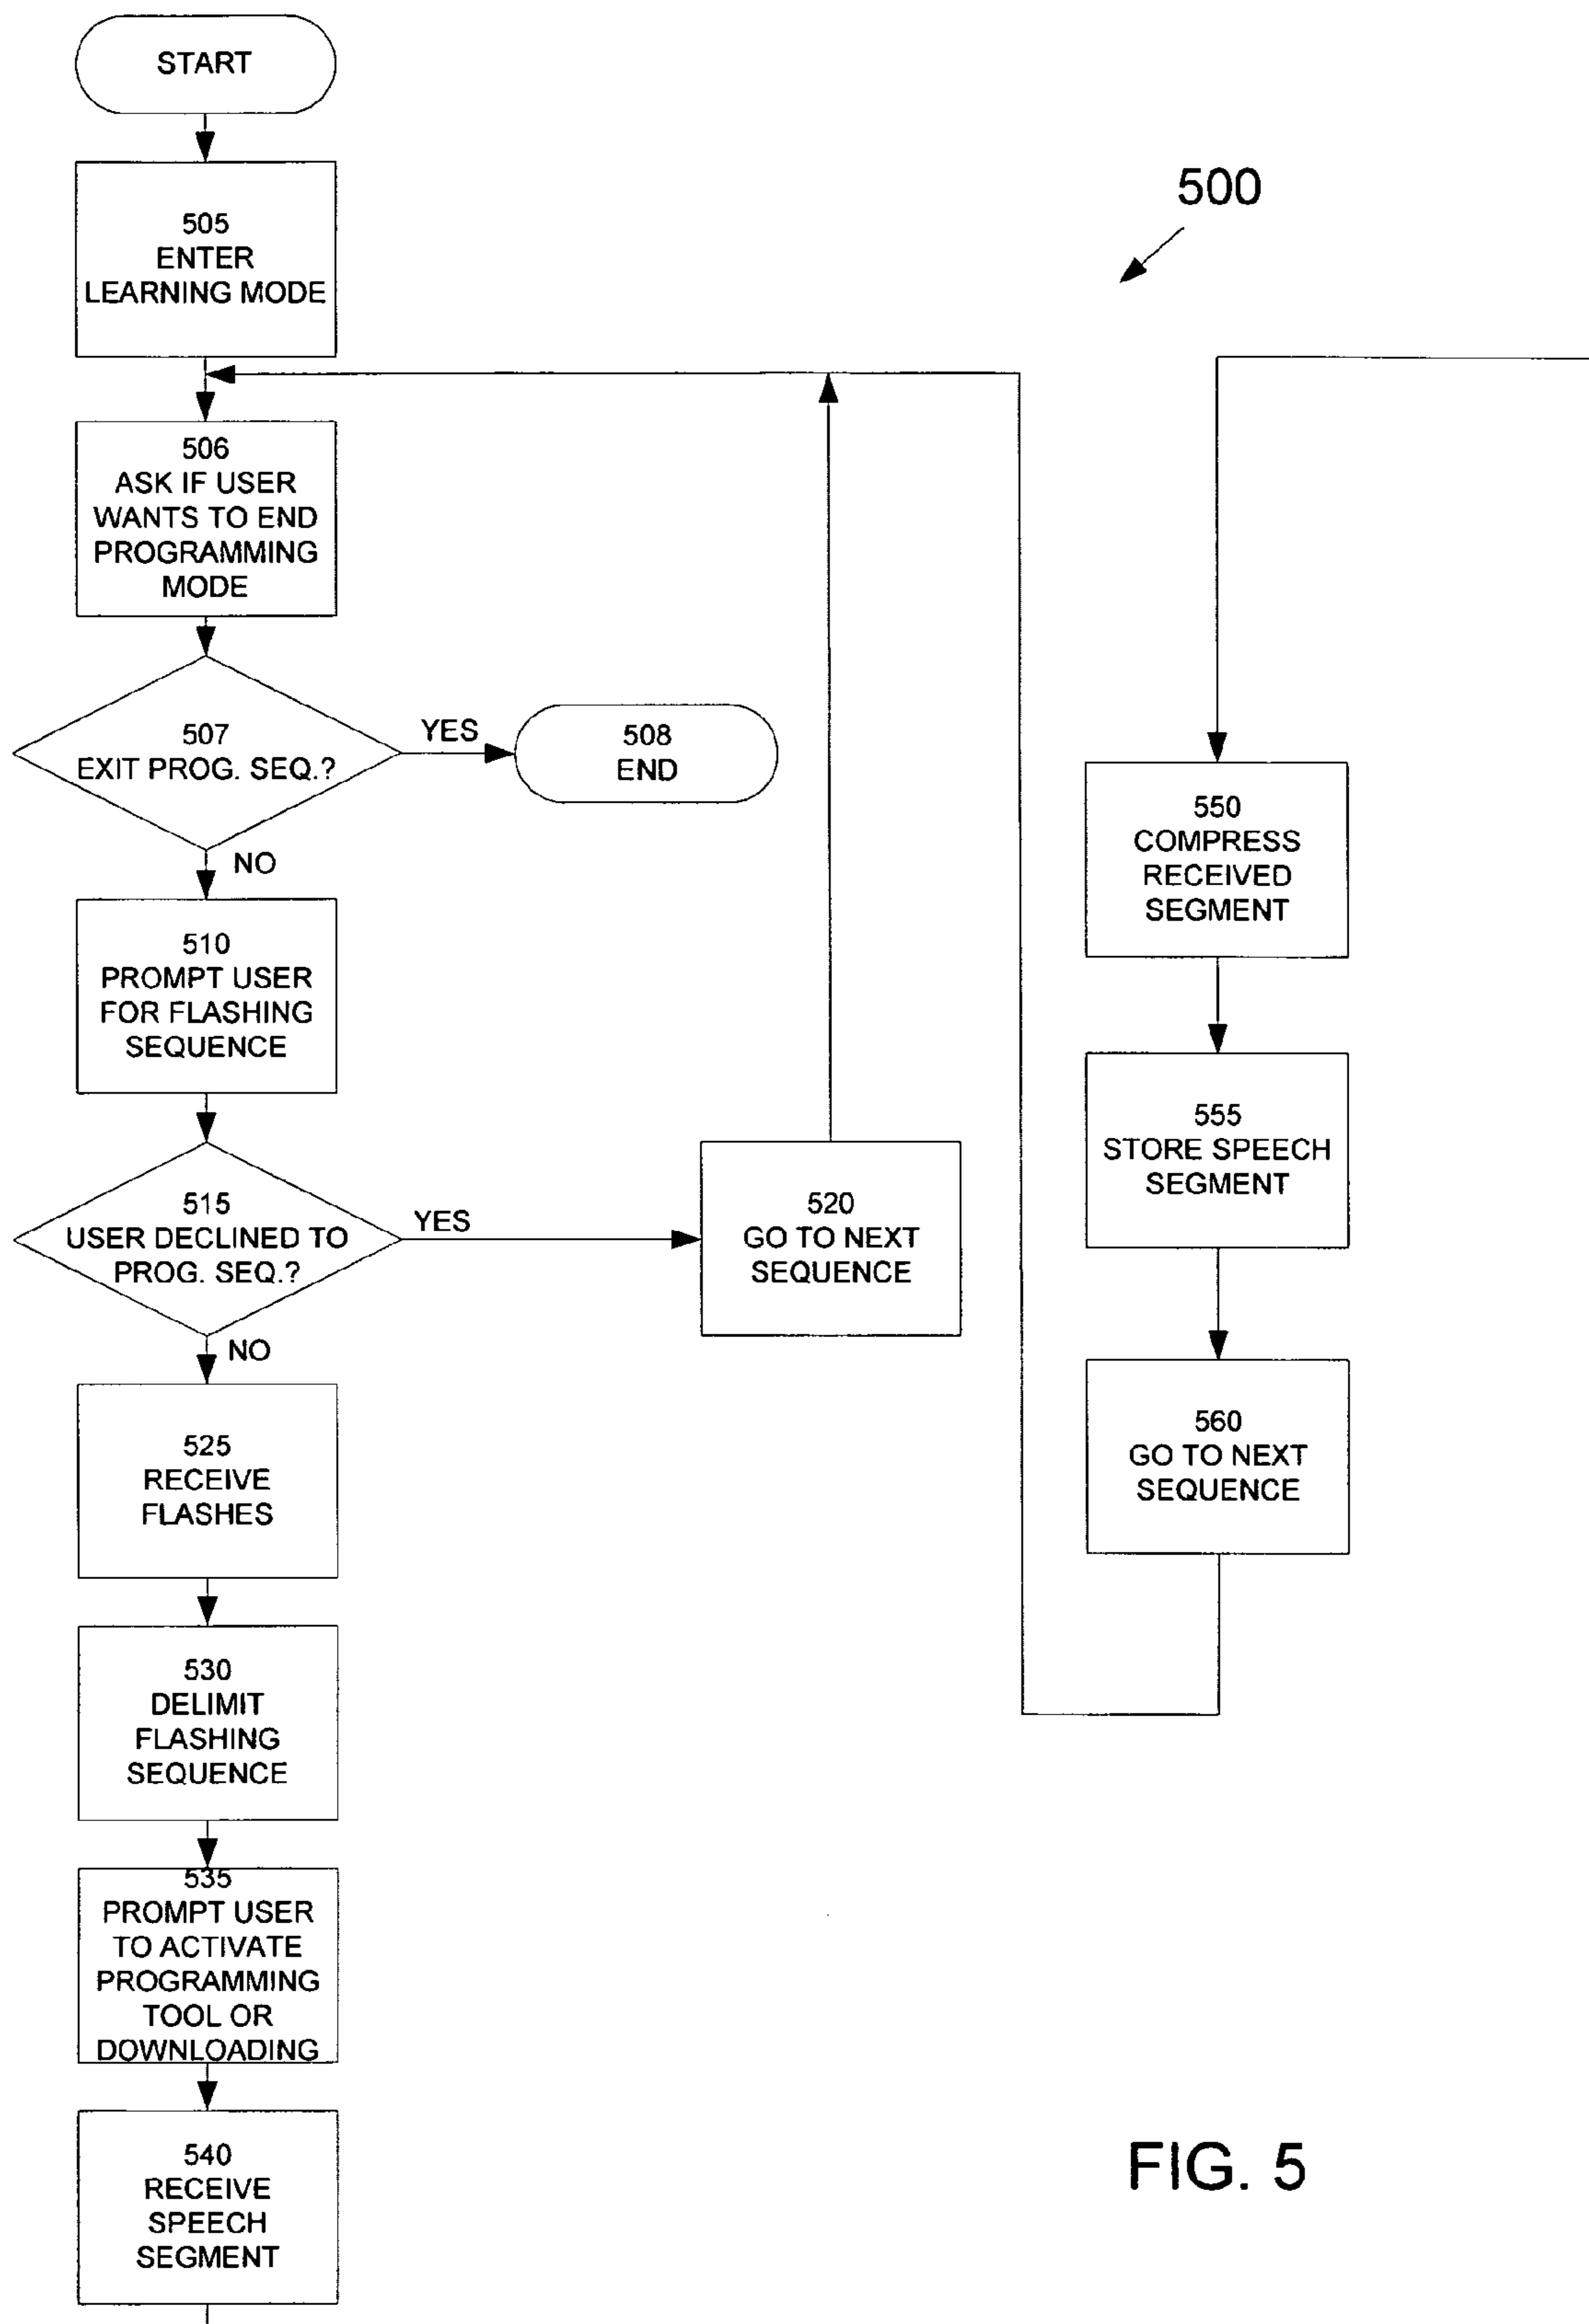 START
505
ENTER
LEARNING MODE
506
ASK IF USER
WANTS TO END
PROGRAMMING
MODE
507
EXIT PROG. SEQ.?
YES
508
END
NO
510
PROMPT USER
FOR FLASHING
SEQUENCE
515
USER DECLINED TO
PROG. SEQ.?
YES
520
GO TO NEXT
SEQUENCE
NO
525
RECEIVE
FLASHES
530
DELIMIT
FLASHING
SEQUENCE
535
PROMPT USER
TO ACTIVATE
PROGRAMMING
TOOL OR
DOWNLOADING
540
RECEIVE
SPEECH
SEGMENT
500
550
COMPRESS
RECEIVED
SEGMENT
555
STORE SPEECH
SEGMENT
560
GO TO NEXT
SEQUENCE
FIG. 5